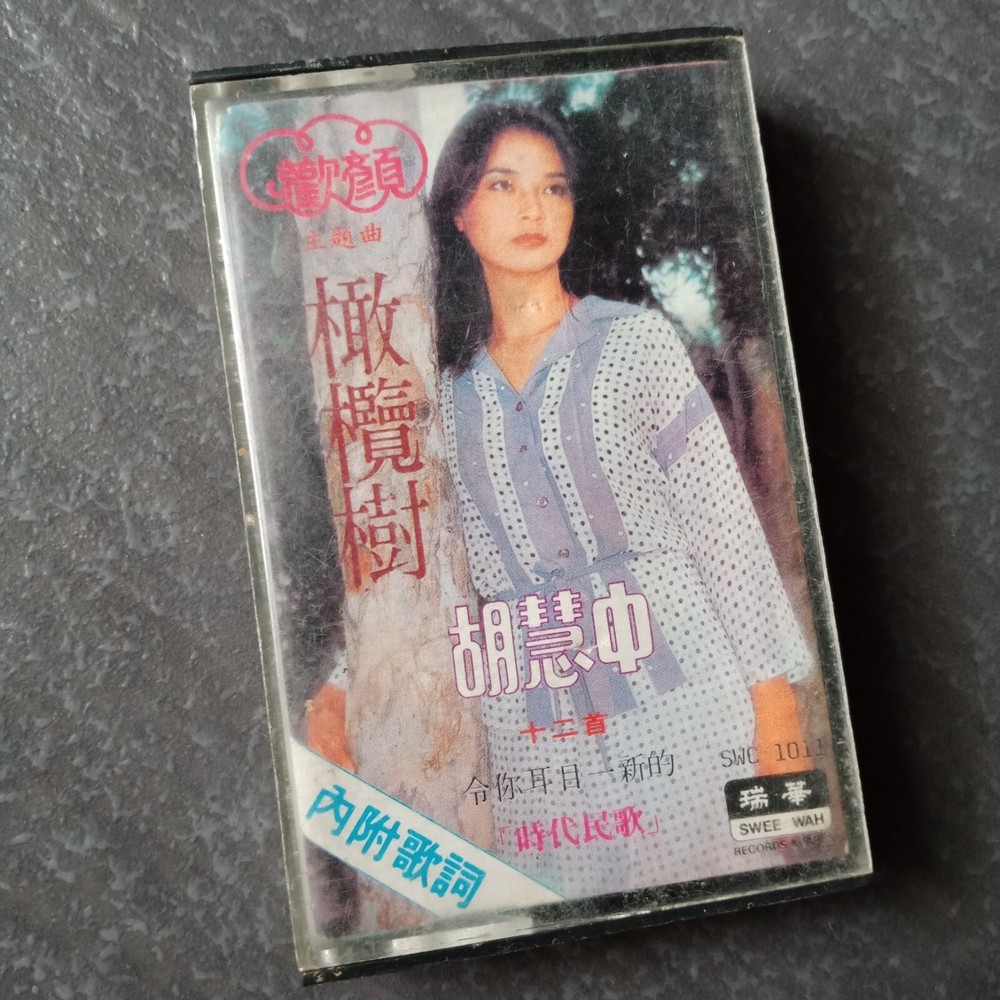 歡顏
主題曲
橄欖樹
胡慧中
十二首
令你耳目一新的
「時代民歌」
內附歌詞
SWC 1011
瑞華
SWEE WAH
RECORDS